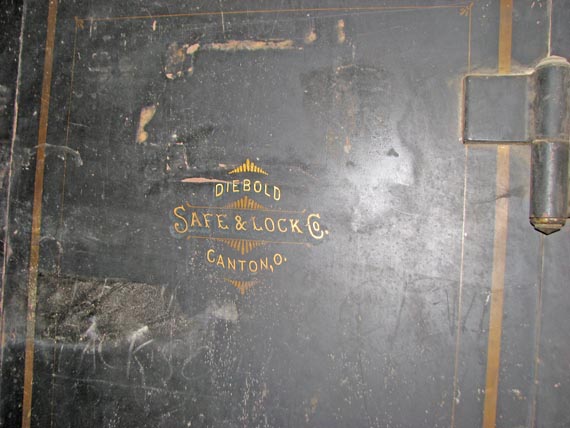 DIEBOLD
SAFE & LOCK CO.
CANTON, O.